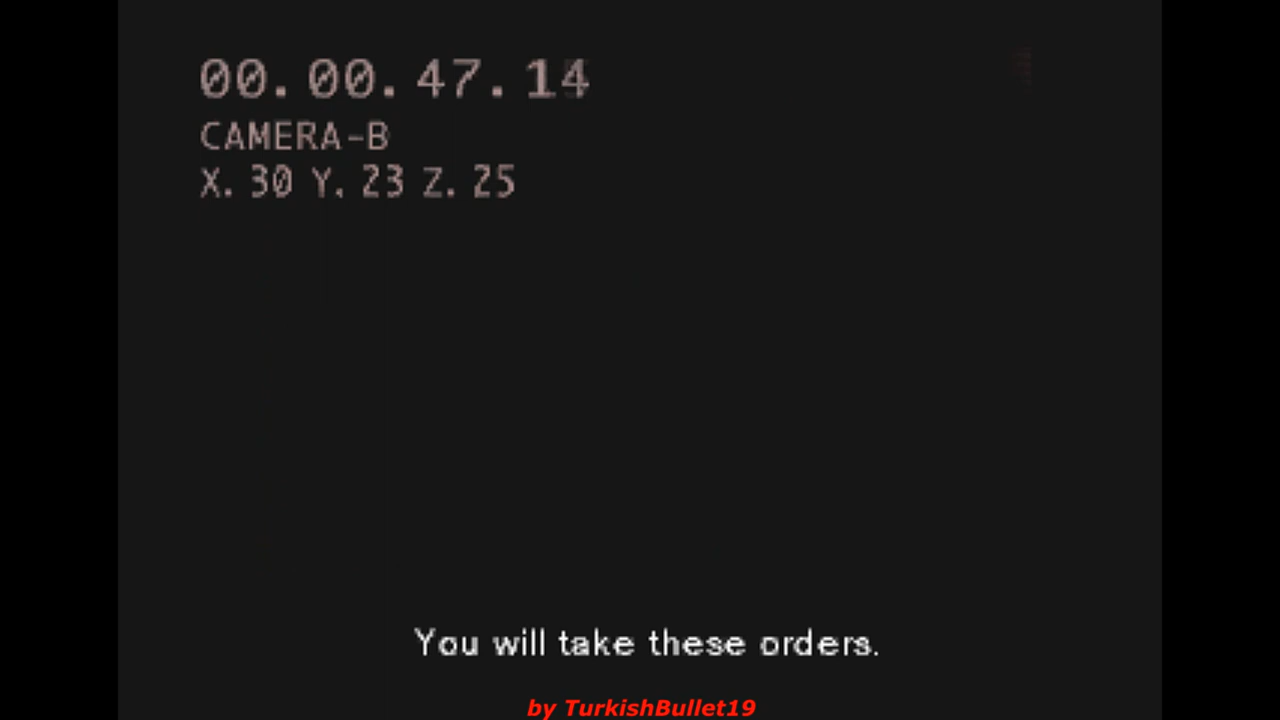 00.00.47.14
CAMERA-B
X.30 Y.23 Z.25
You will take these orders.
by TurkishBullet19